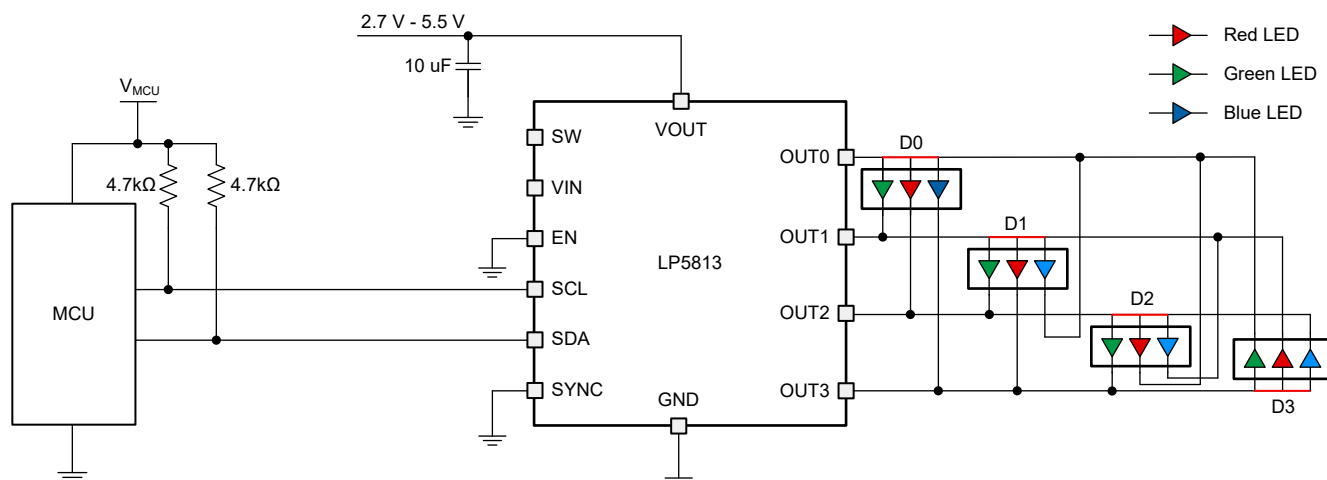 2.7 V - 5.5 V
10 uF
V_MCU
4.7kΩ
4.7kΩ
MCU
SW
VIN
EN
SCL
SDA
SYNC
VOUT
LP5813
GND
OUT0
OUT1
OUT2
OUT3
D0
D1
D2
D3
Red LED
Green LED
Blue LED